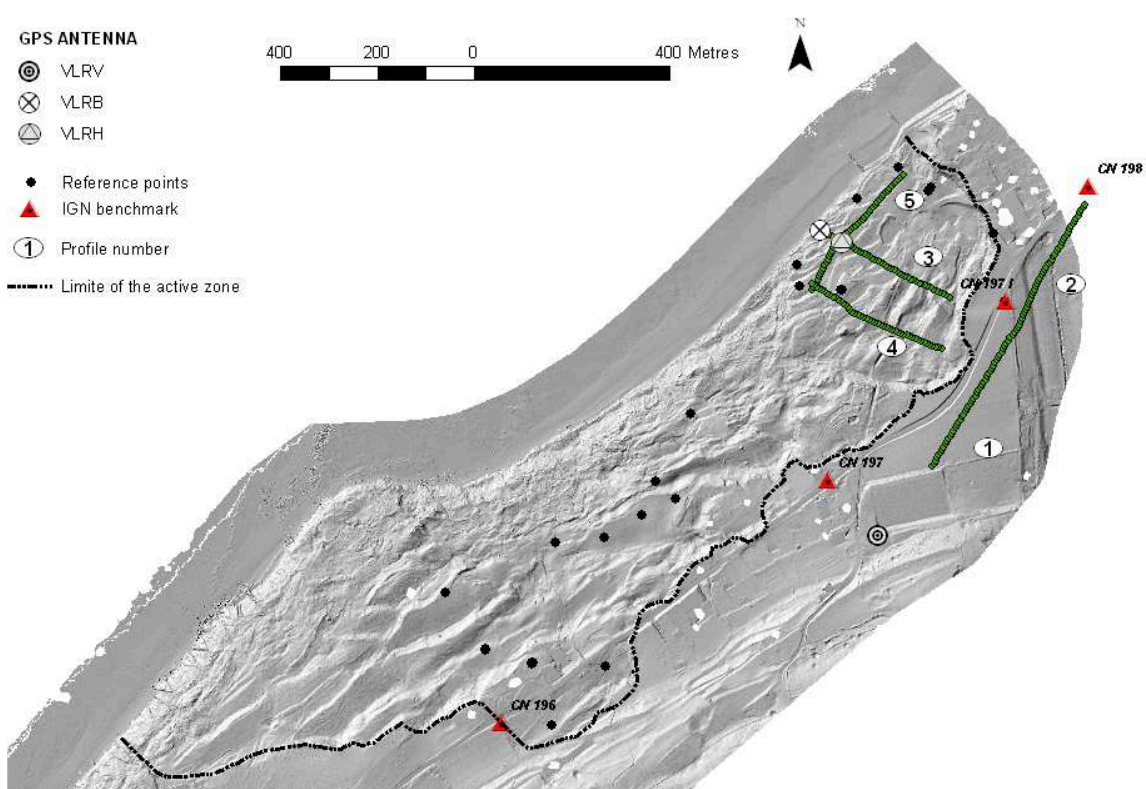 GPS ANTENNA
VLRV
VLRB
VLRH
Reference points
IGN benchmark
1 Profile number
Limite of the active zone
400 200 0 400 Metres
N
CN 198
5
3
CN 197 I
2
4
1
CN 197
CN 196